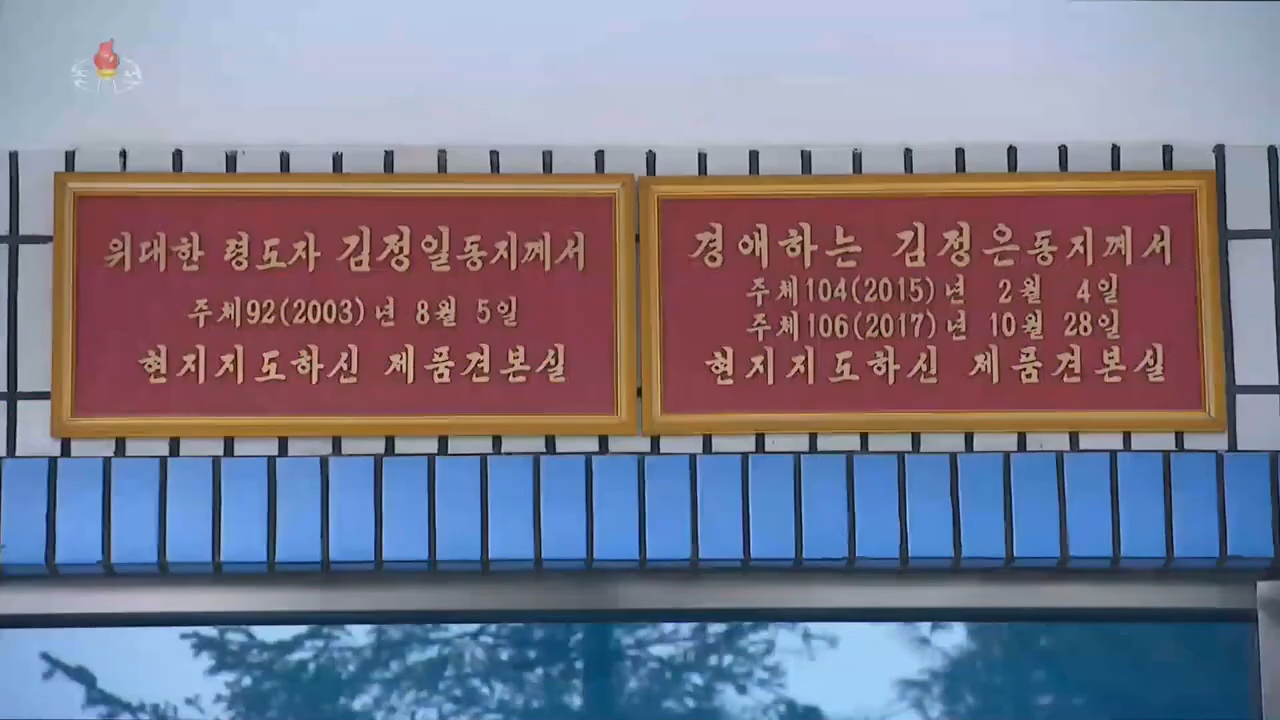 위대한 령도자 김정일동지께서
주체92(2003)년 8월 5일
현지지도하신 제품견본실
경애하는 김정은동지께서
주체104(2015)년 2월 4일
주체106(2017)년 10월 28일
현지지도하신 제품견본실